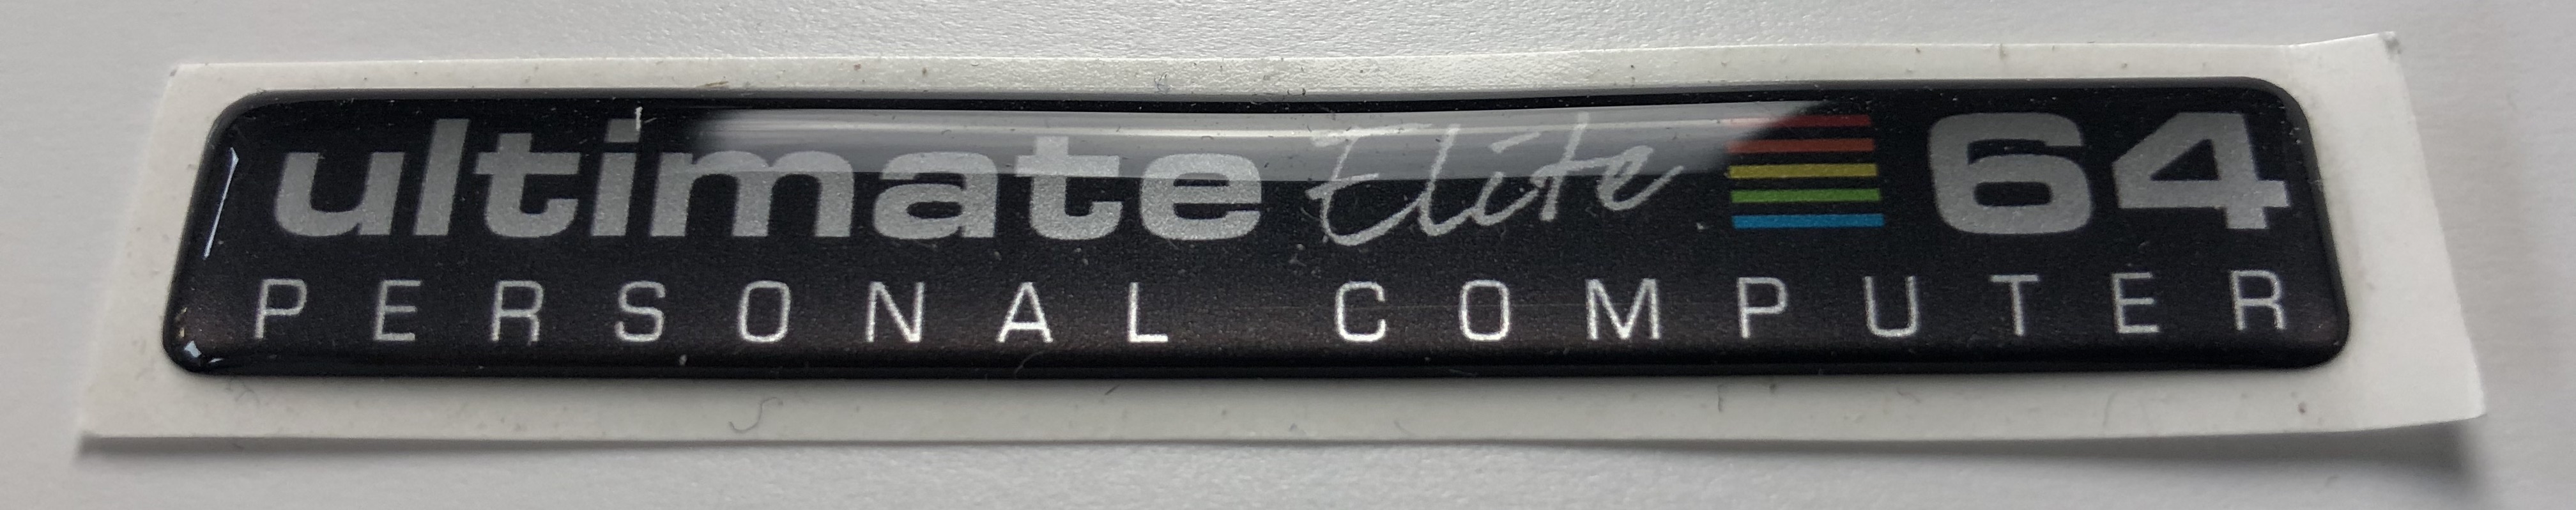 ultimate Elite 64
PERSONAL COMPUTER